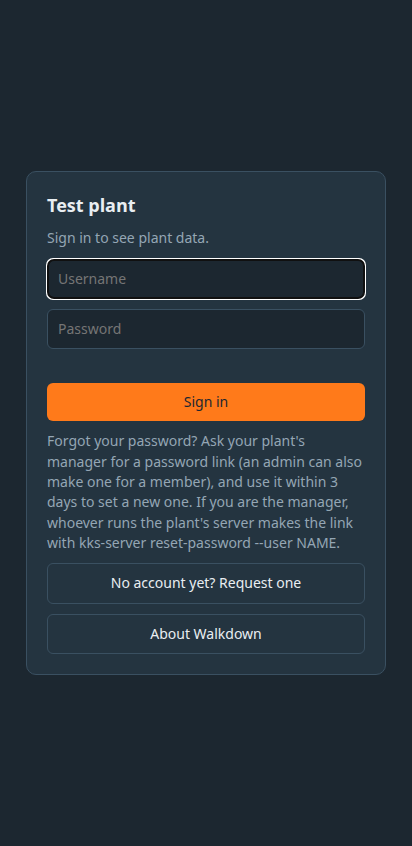 Test plant
Sign in to see plant data.
Username
Password
Sign in
Forgot your password? Ask your plant's
manager for a password link (an admin can also
make one for a member), and use it within 3
days to set a new one. If you are the manager,
whoever runs the plant's server makes the link
with kks-server reset-password --user NAME.
No account yet? Request one
About Walkdown